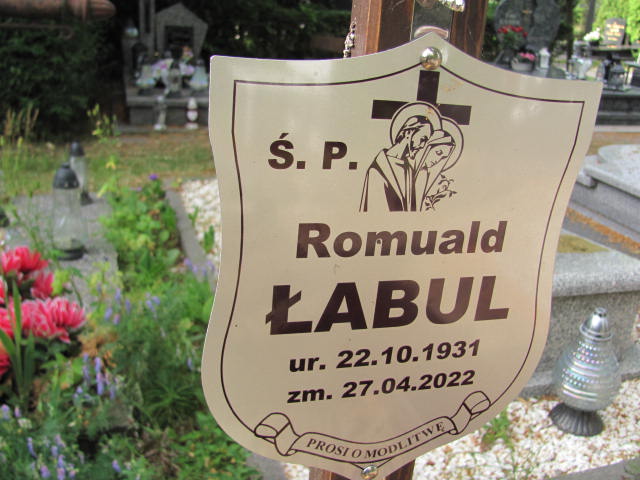 Ś. P.
Romuald
ŁABUL
ur. 22.10.1931
zm. 27.04.2022
PROSI O MODLITWĘ